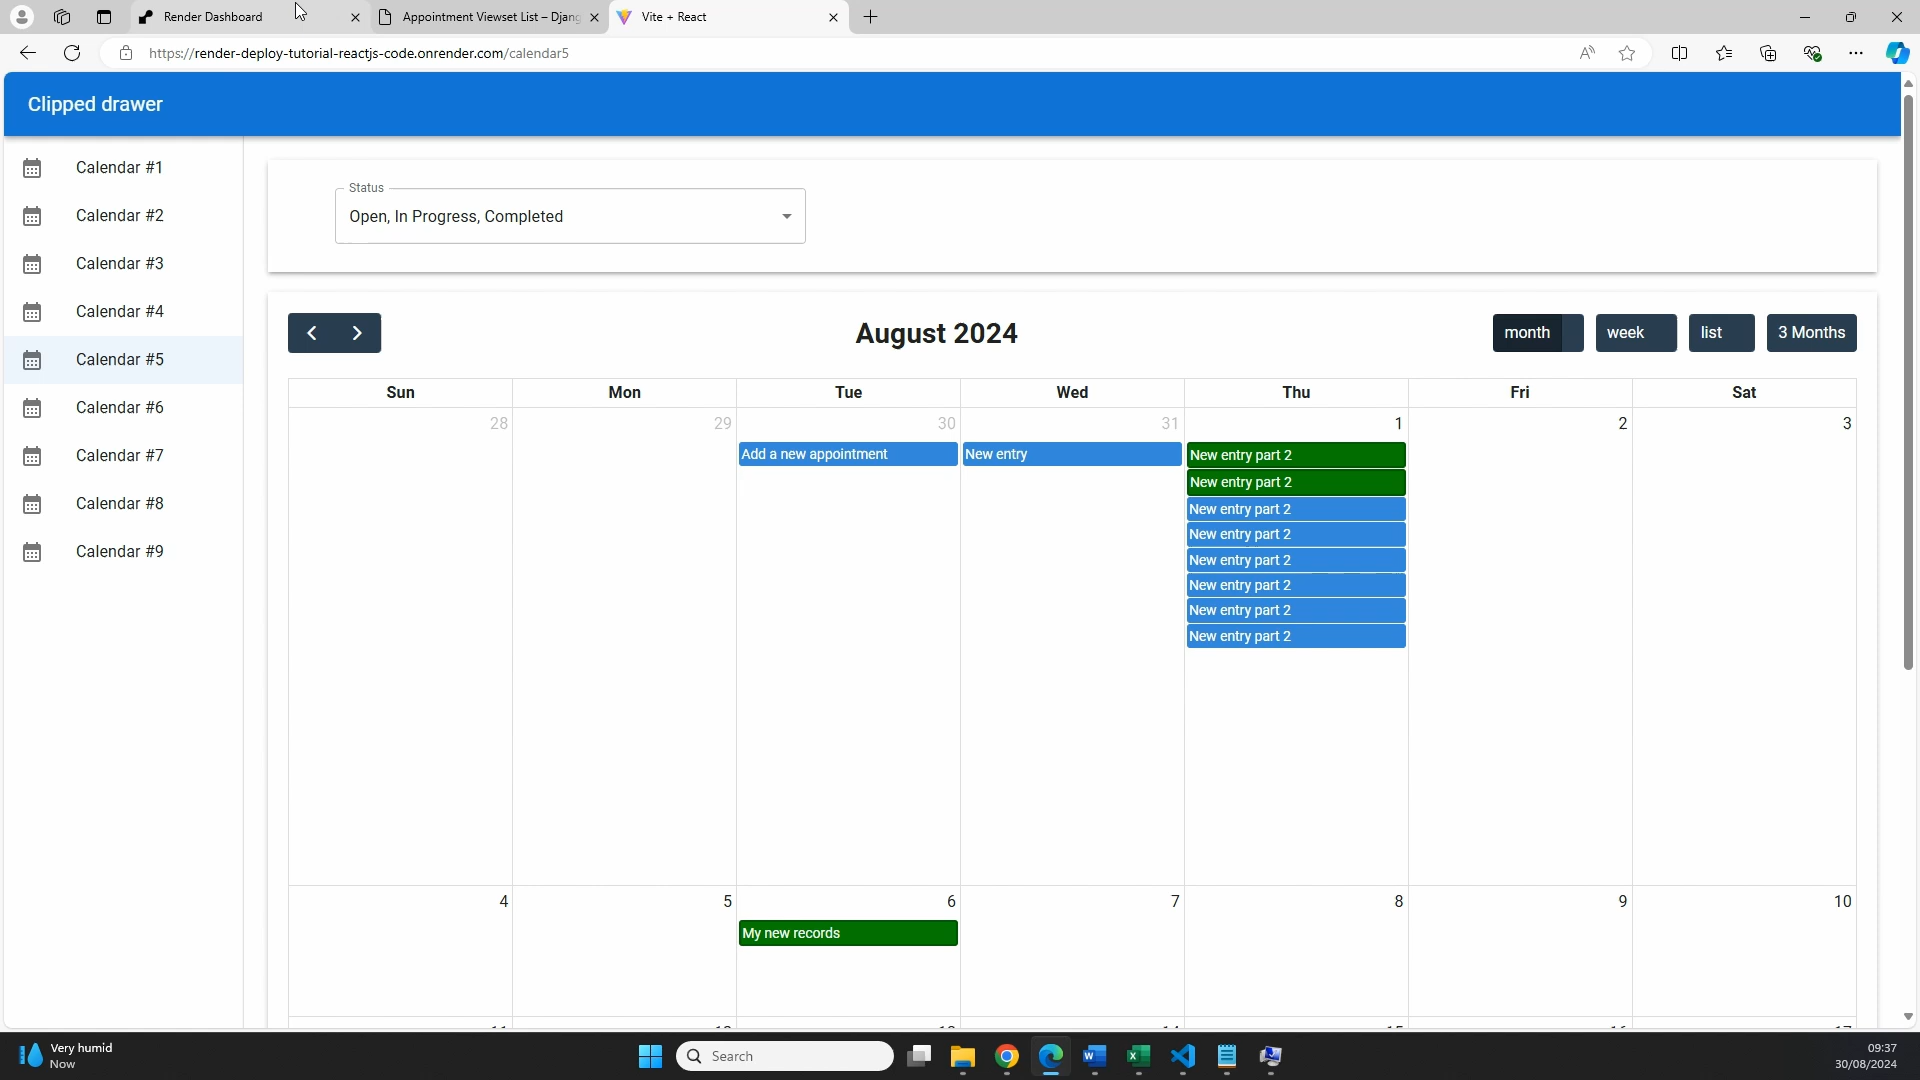 Render Dashboard
Appointment Viewset List – Djang
Vite + React
https://render-deploy-tutorial-reactjs-code.onrender.com/calendar5
Clipped drawer
Calendar #1
Calendar #2
Calendar #3
Calendar #4
Calendar #5
Calendar #6
Calendar #7
Calendar #8
Calendar #9
Status
Open, In Progress, Completed
August 2024
month
week
list
3 Months
Sun Mon Tue Wed Thu Fri Sat
28 29 30 31 1 2 3
Add a new appointment
New entry
New entry part 2
New entry part 2
New entry part 2
New entry part 2
New entry part 2
New entry part 2
New entry part 2
New entry part 2
4 5 6 7 8 9 10
My new records
Very humid
Now
Search
09:37
30/08/2024